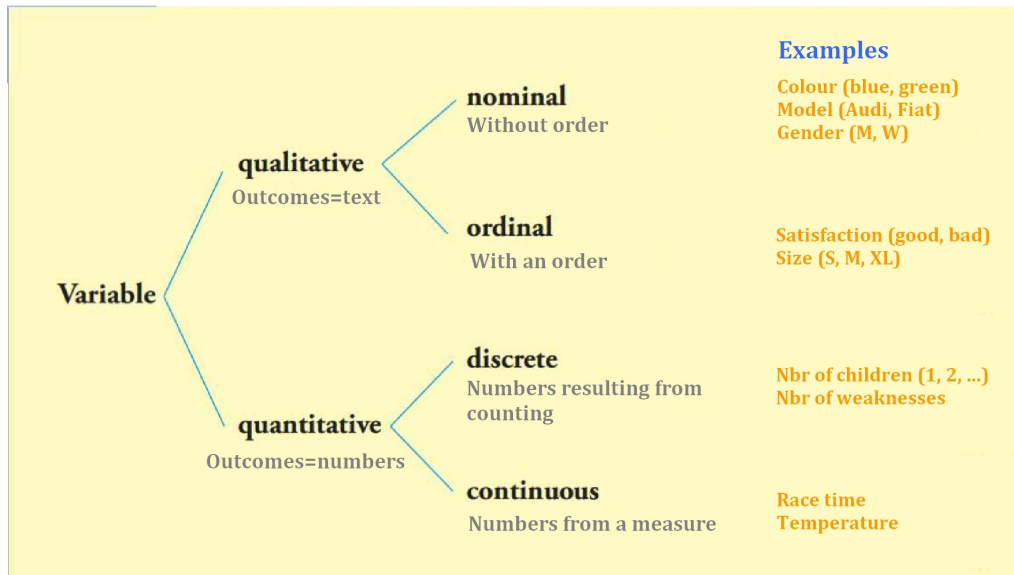 Examples
nominal
Without order
Colour (blue, green)
Model (Audi, Fiat)
Gender (M, W)
qualitative
Outcomes=text
ordinal
With an order
Satisfaction (good, bad)
Size (S, M, XL)
Variable
discrete
Numbers resulting from
counting
Nbr of children (1, 2, ...)
Nbr of weaknesses
quantitative
Outcomes=numbers
continuous
Numbers from a measure
Race time
Temperature